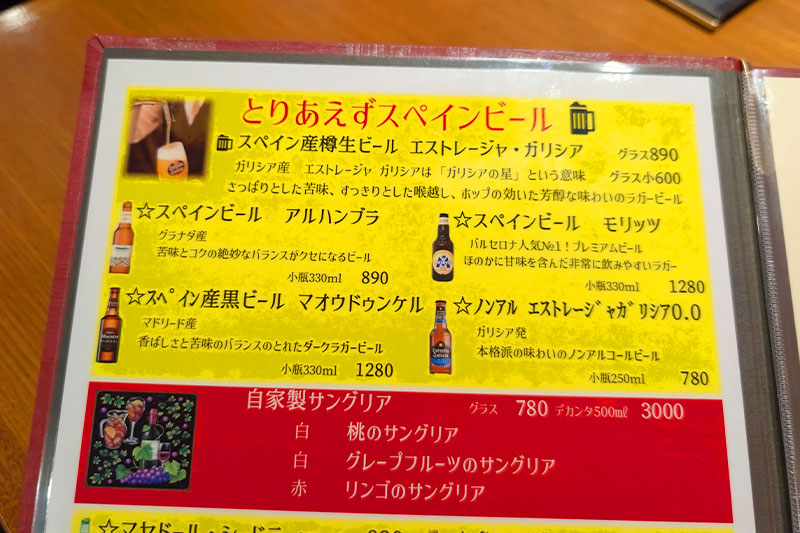 とりあえずスペインビール
スペイン産樽生ビール エストレージャ・ガリシア グラス890
ガリシア産 エストレージャ ガリシアは「ガリシアの星」という意味 グラス小600
さっぱりとした苦味、すっきりとした喉越し、ホップの効いた芳醇な味わいのラガービール
☆スペインビール アルハンブラ
グラナダ産
苦味とコクの絶妙なバランスがクセになるビール
小瓶330ml 890
☆スペインビール モリッツ
バルセロナ人気№1！プレミアムビール
ほのかに甘味を含んだ非常に飲みやすいラガー
小瓶330ml 1280
☆スペイン産黒ビール マオウドゥンケル
マドリード産
香ばしさと苦味のバランスのとれたダークラガービール
小瓶330ml 1280
☆ノンアル エストレージャガリシア0.0
ガリシア発
本格派の味わいのノンアルコールビール
小瓶250ml 780
自家製サングリア グラス 780 デカンタ500ml 3000
白 桃のサングリア
白 グレープフルーツのサングリア
赤 リンゴのサングリア
☆マヤドール・シードラ